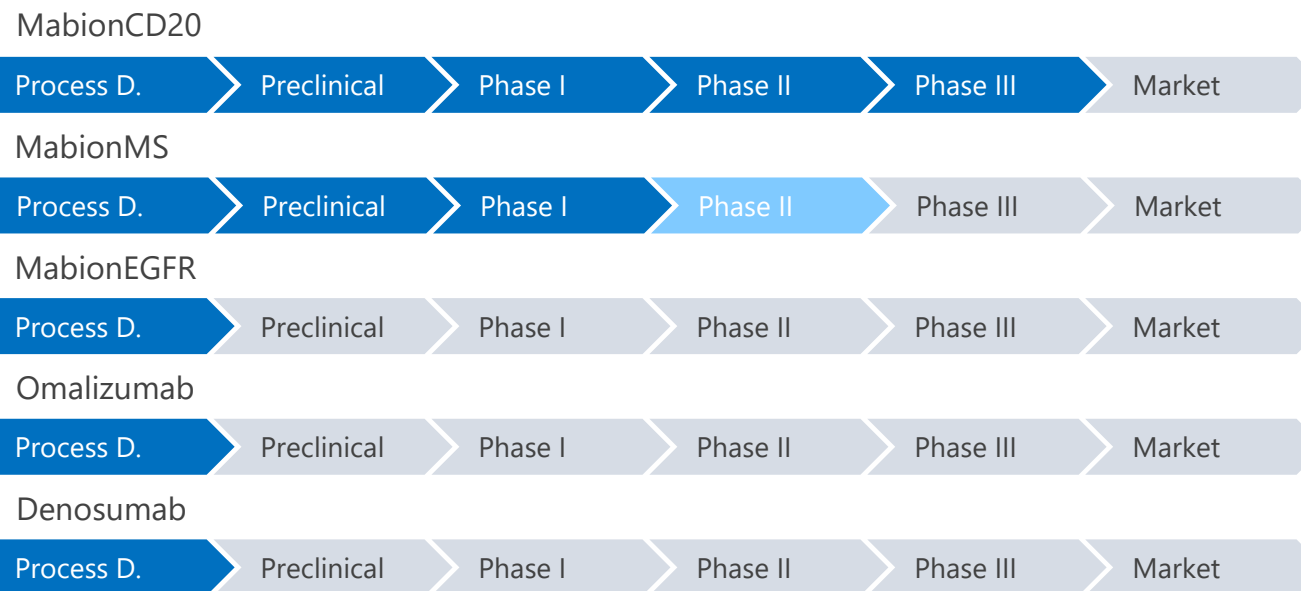 MabionCD20
Process D. Preclinical Phase I Phase II Phase III Market
MabionMS
Process D. Preclinical Phase I Phase II Phase III Market
MabionEGFR
Process D. Preclinical Phase I Phase II Phase III Market
Omalizumab
Process D. Preclinical Phase I Phase II Phase III Market
Denosumab
Process D. Preclinical Phase I Phase II Phase III Market